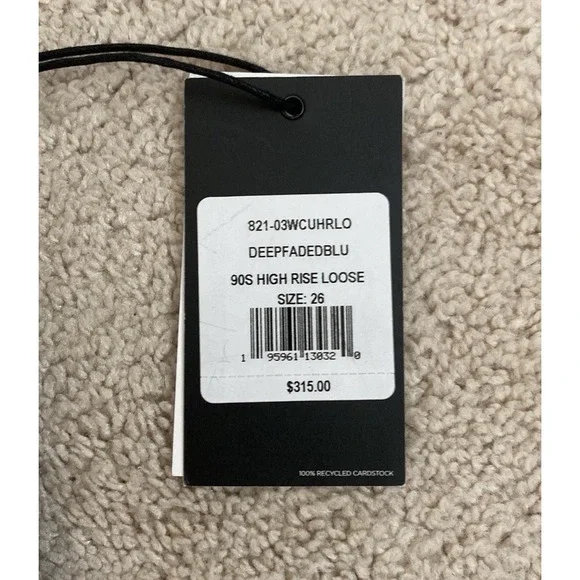 821-03WCUHRLO
DEEPFADEDBLU
90S HIGH RISE LOOSE
SIZE: 26
1 95961 13032 0
$315.00
100% RECYCLED CARDSTOCK